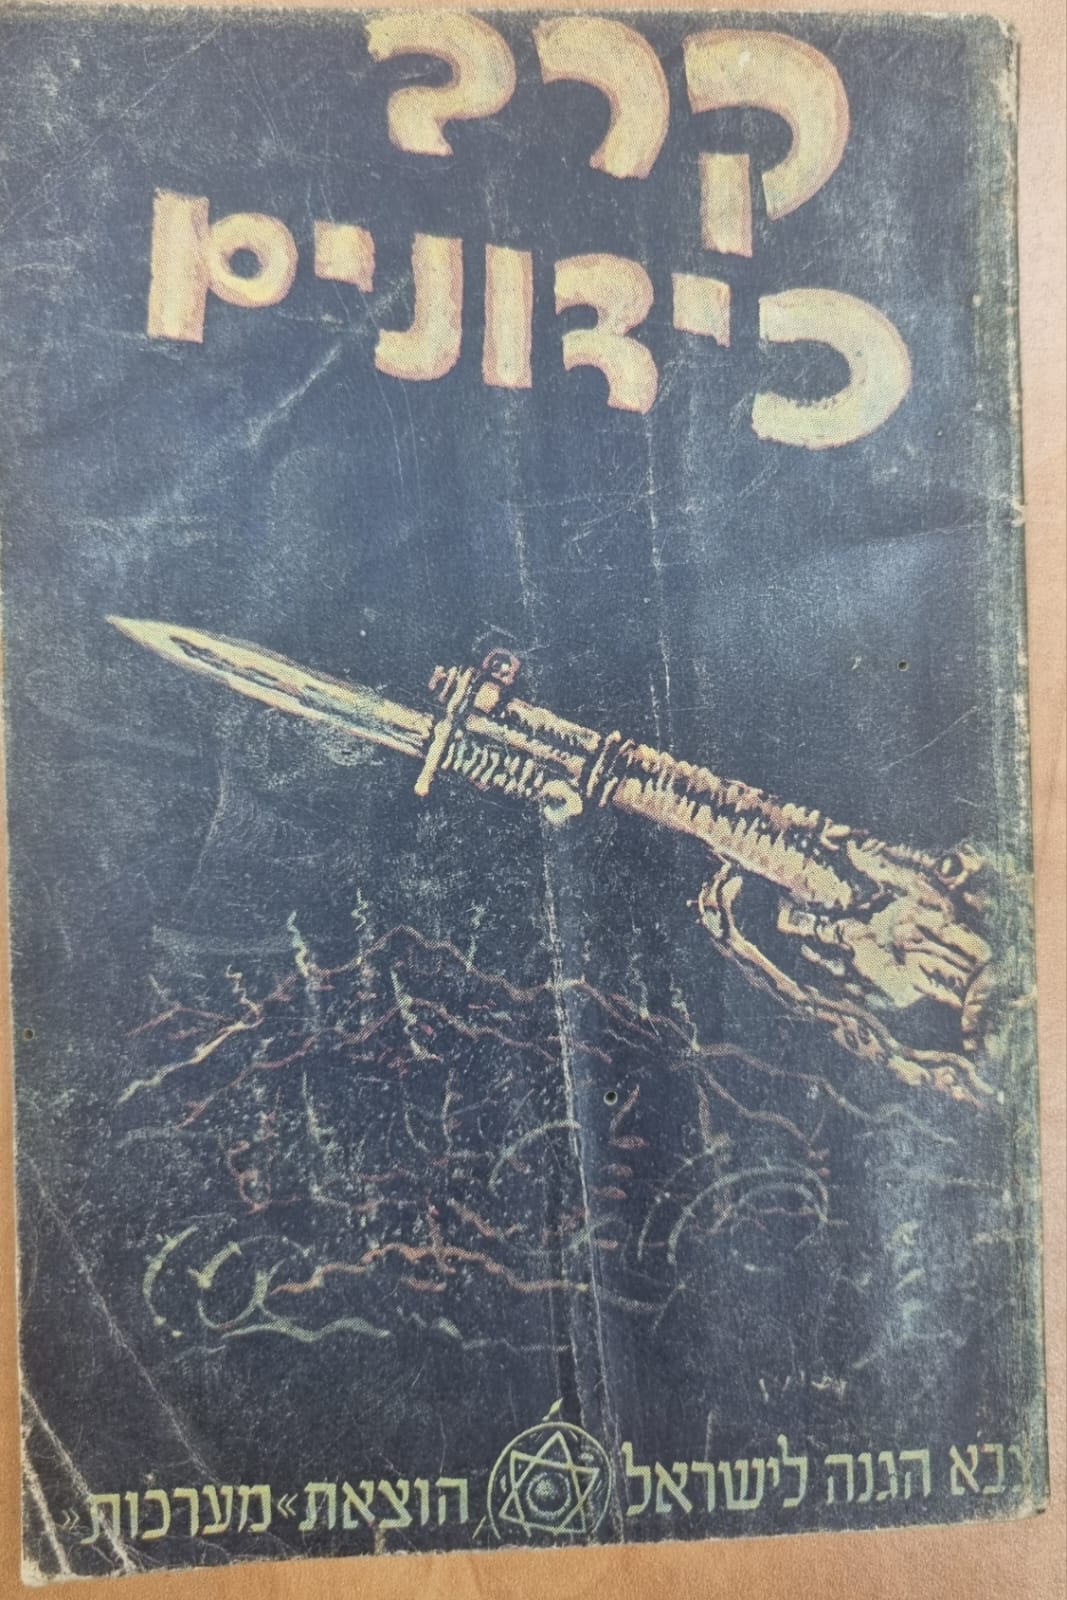 קרב
כידונים
צבא הגנה לישראל הוצאת «מערכות»